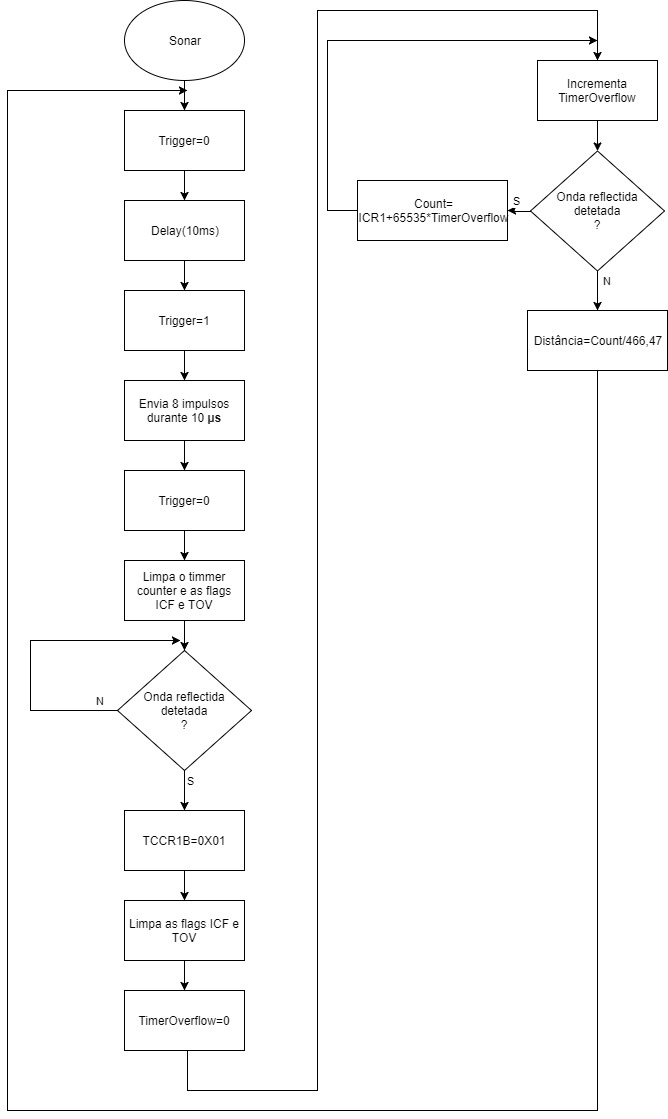 Sonar
Trigger=0
Delay(10ms)
Trigger=1
Envia 8 impulsos
durante 10 µs
Trigger=0
Limpa o timmer
counter e as flags
ICF e TOV
Onda reflectida
detetada
?
N
S
TCCR1B=0X01
Limpa as flags ICF e
TOV
TimerOverflow=0
Incrementa
TimerOverflow
Onda reflectida
detetada
?
S
Count=
ICR1+65535*TimerOverflow
N
Distância=Count/466,47